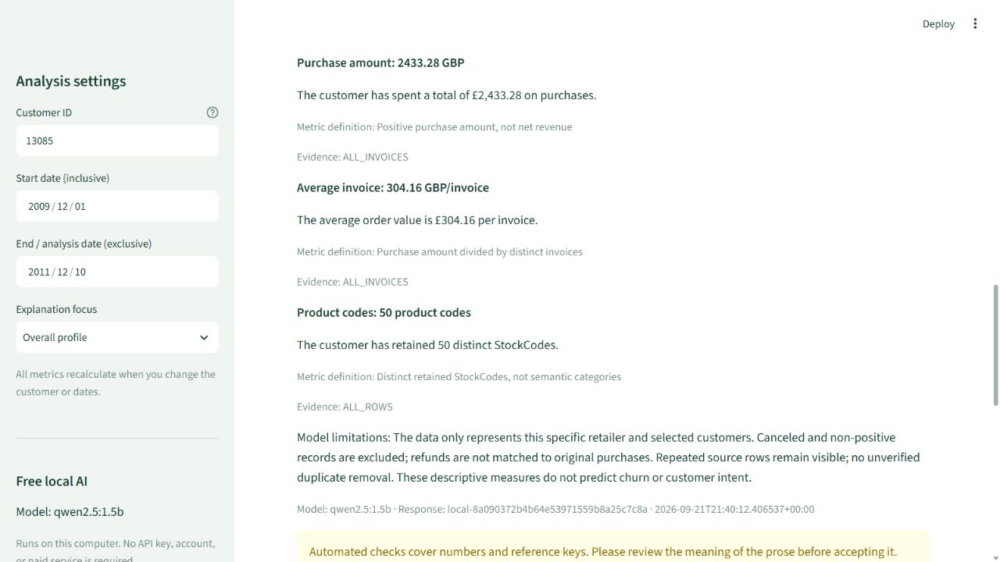 Deploy
Analysis settings
Customer ID
13085
Start date (inclusive)
2009 / 12 / 01
End / analysis date (exclusive)
2011 / 12 / 10
Explanation focus
Overall profile
All metrics recalculate when you change the
customer or dates.
Free local AI
Model: qwen2.5:1.5b
Runs on this computer. No API key, account,
or paid service is required.
Purchase amount: 2433.28 GBP
The customer has spent a total of £2,433.28 on purchases.
Metric definition: Positive purchase amount, not net revenue
Evidence: ALL_INVOICES
Average invoice: 304.16 GBP/invoice
The average order value is £304.16 per invoice.
Metric definition: Purchase amount divided by distinct invoices
Evidence: ALL_INVOICES
Product codes: 50 product codes
The customer has retained 50 distinct StockCodes.
Metric definition: Distinct retained StockCodes, not semantic categories
Evidence: ALL_ROWS
Model limitations: The data only represents this specific retailer and selected customers. Canceled and non-positive
records are excluded; refunds are not matched to original purchases. Repeated source rows remain visible; no unverified
duplicate removal. These descriptive measures do not predict churn or customer intent.
Model: qwen2.5:1.5b · Response: local-8a090372b4b64e53971559b8a25c7c8a · 2026-09-21T21:40:12.406537+00:00
Automated checks cover numbers and reference keys. Please review the meaning of the prose before accepting it.